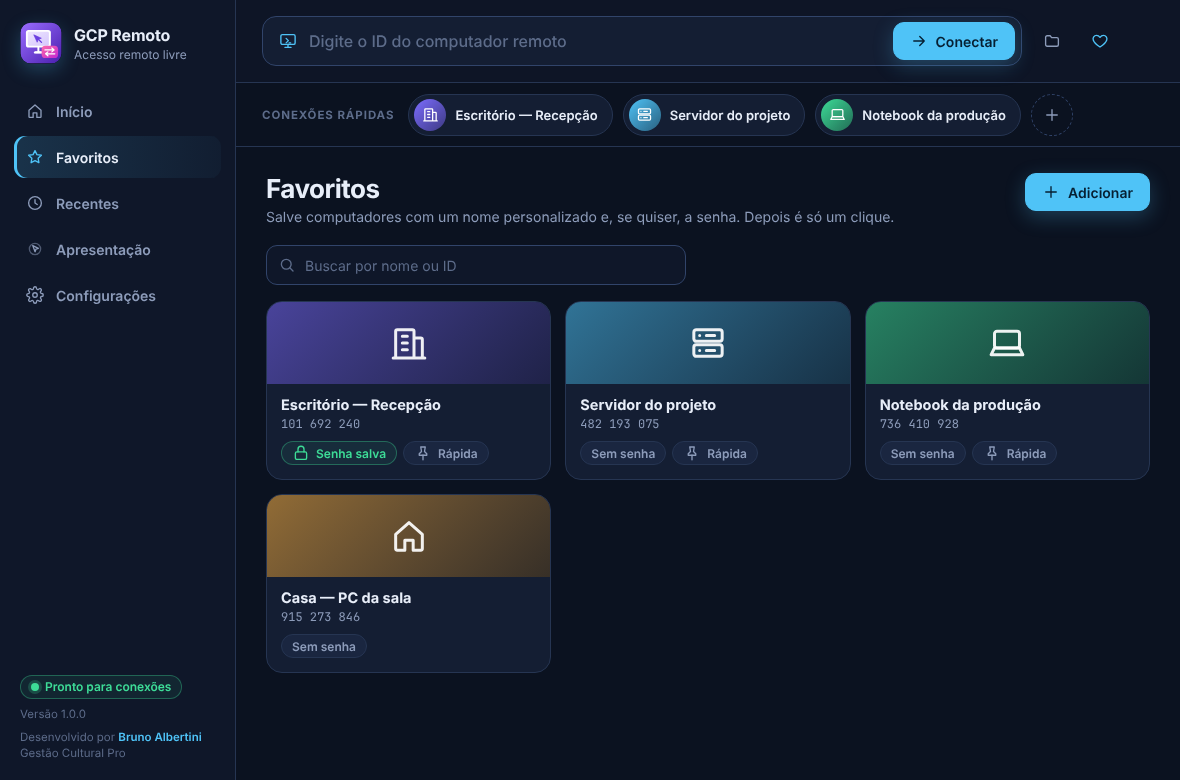 GCP Remoto
Acesso remoto livre
Início
Favoritos
Recentes
Apresentação
Configurações
Pronto para conexões
Versão 1.0.0
Desenvolvido por Bruno Albertini
Gestão Cultural Pro
Digite o ID do computador remoto
Conectar
CONEXÕES RÁPIDAS
Escritório — Recepção
Servidor do projeto
Notebook da produção
Favoritos
Salve computadores com um nome personalizado e, se quiser, a senha. Depois é só um clique.
Adicionar
Buscar por nome ou ID
Escritório — Recepção
101 692 240
Senha salva
Rápida
Servidor do projeto
482 193 075
Sem senha
Rápida
Notebook da produção
736 410 928
Sem senha
Rápida
Casa — PC da sala
915 273 846
Sem senha